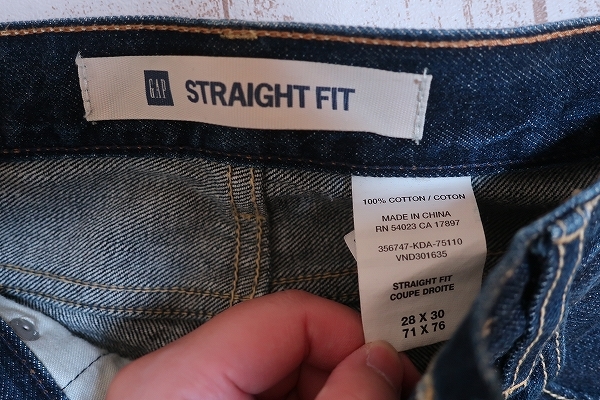 GAP STRAIGHT FIT
100% COTTON / COTON
MADE IN CHINA
RN 54023 CA 17897
356747-KDA-75110
VND301635
STRAIGHT FIT
COUPE DROITE
28 X 30
71 X 76